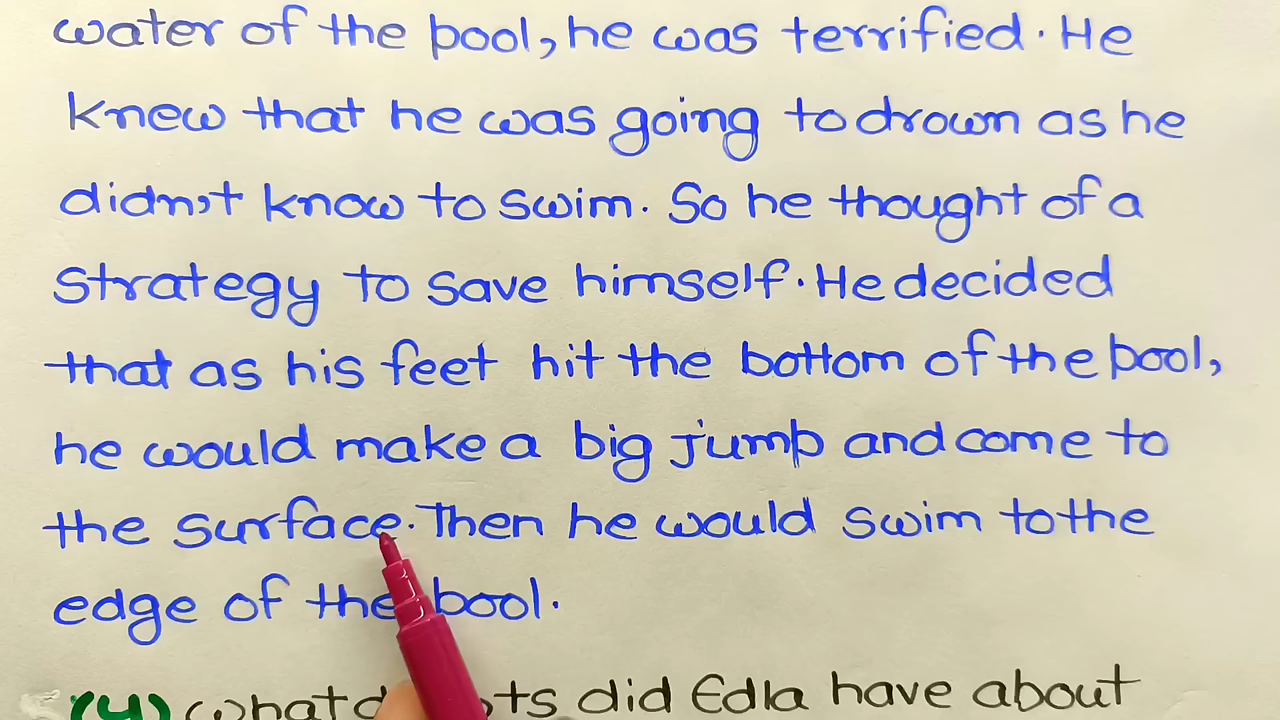 water of the pool, he was terrified. He
knew that he was going to drown as he
didn't know to swim. So he thought of a
strategy to save himself. He decided
that as his feet hit the bottom of the pool,
he would make a big jump and come to
the surface. Then he would swim to the
edge of the bool.
(4) what did Edla have about